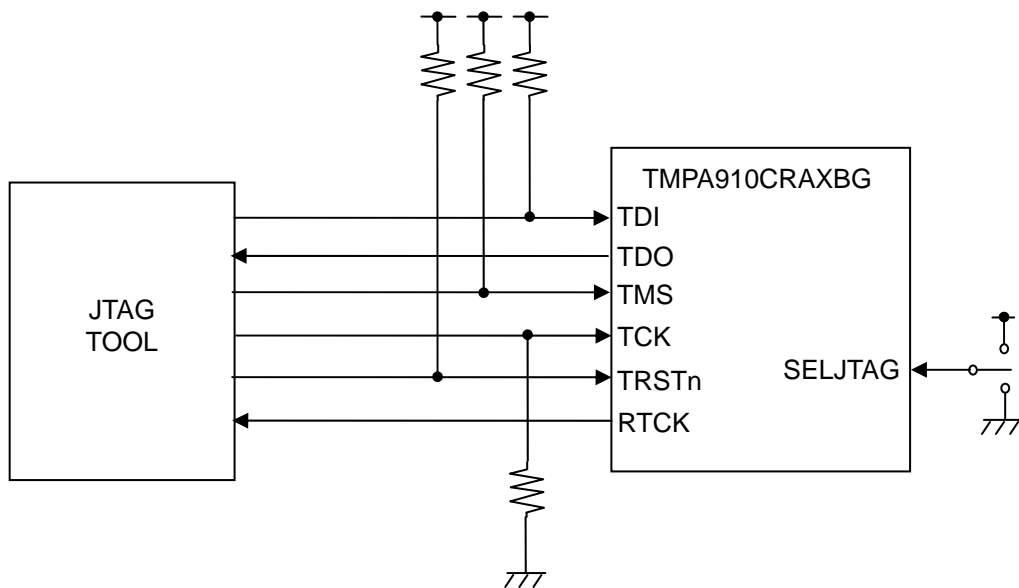 TMPA910CRAXBG
TDI
TDO
TMS
TCK
TRSTn
RTCK
SELJTAG
JTAG
TOOL